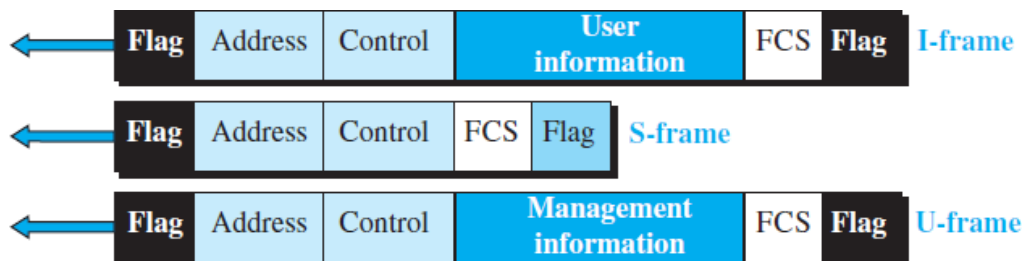 Flag Address Control User information FCS Flag I-frame
Flag Address Control FCS Flag S-frame
Flag Address Control Management information FCS Flag U-frame